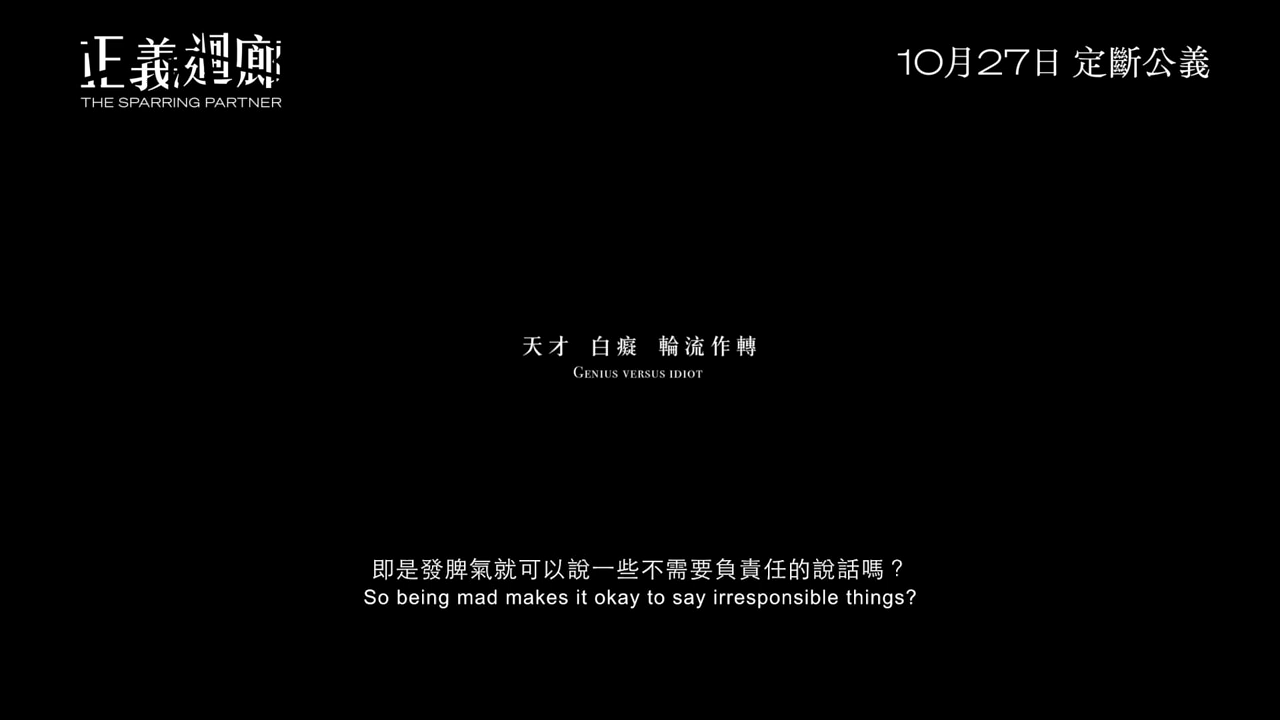 正義迴廊
THE SPARRING PARTNER
10月27日 定斷公義
天才 白癡 輪流作轉
GENIUS VERSUS IDIOT
即是發脾氣就可以說一些不需要負責任的說話嗎？
So being mad makes it okay to say irresponsible things?